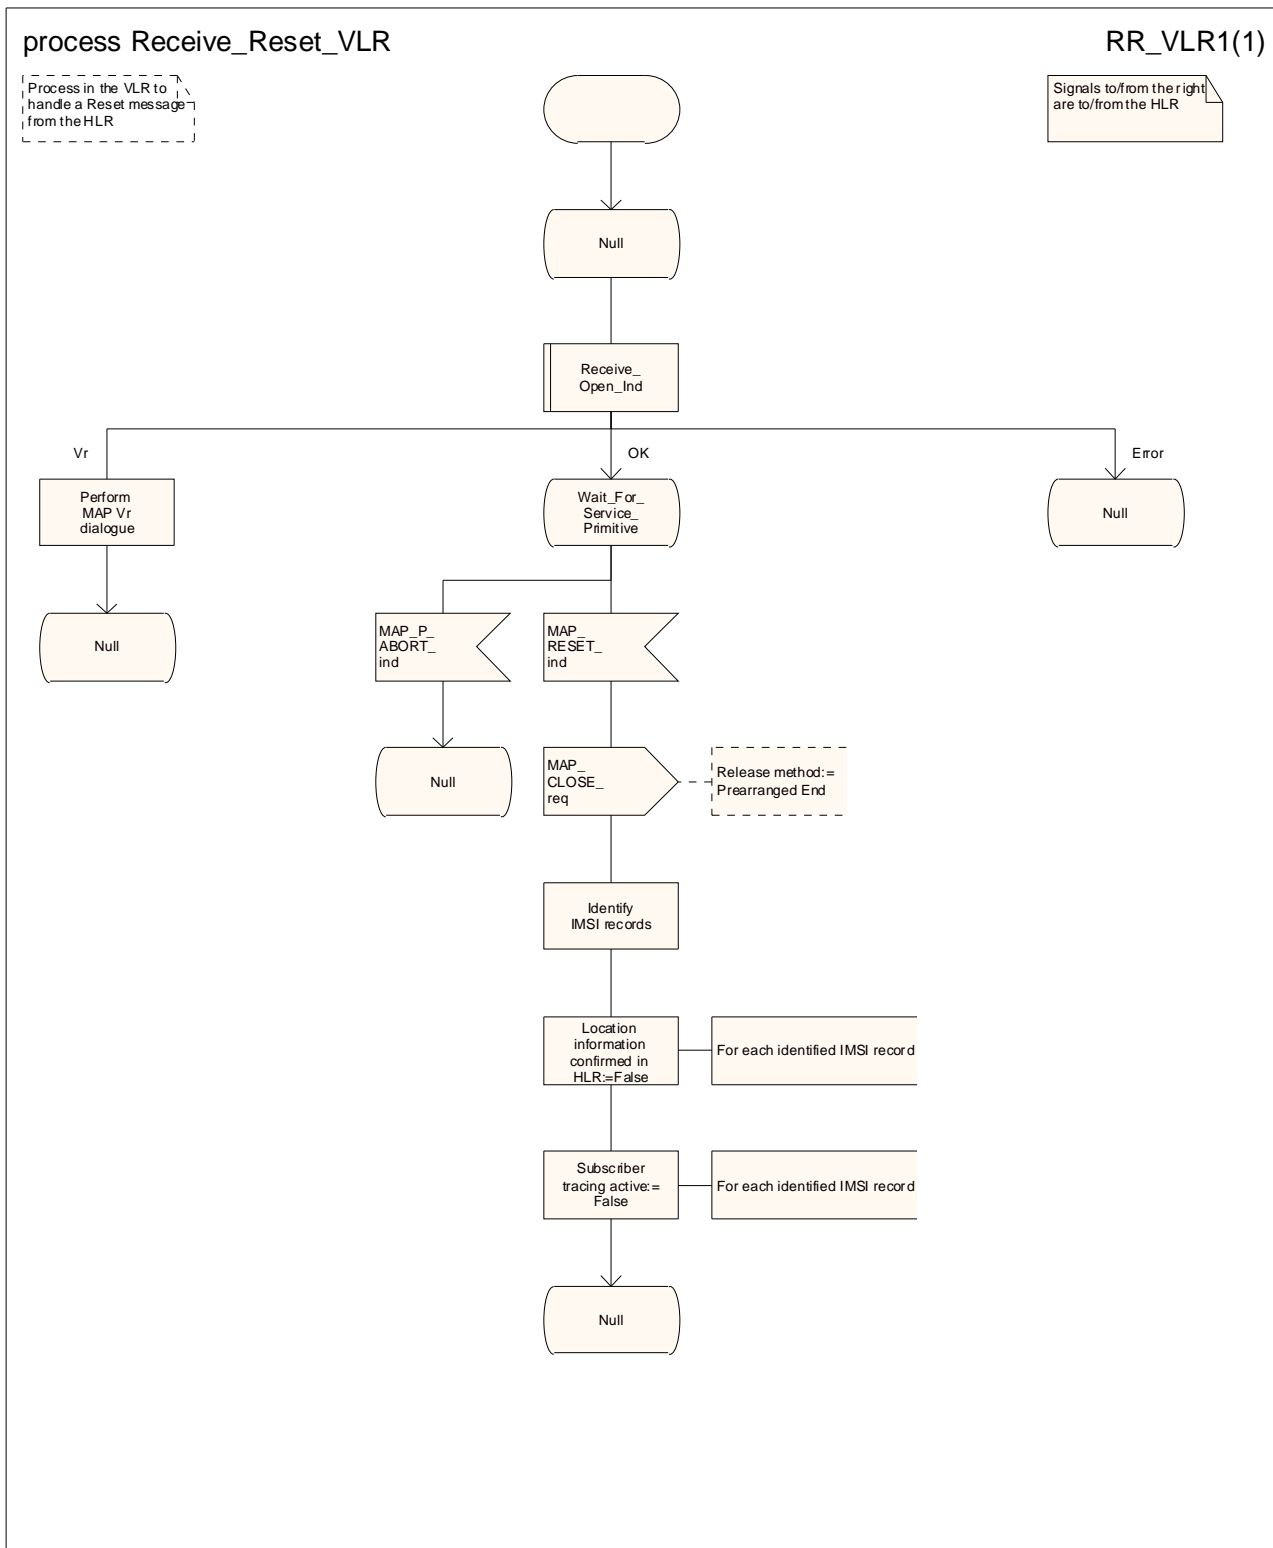 process Receive_Reset_VLR
RR_VLR1(1)
Process in the VLR to
handle a Reset message
from the HLR
Signals to/from the right
are to/from the HLR
Null
Receive_
Open_Ind
Vr
OK
Error
Perform
MAP Vr
dialogue
Wait_For_
Service_
Primitive
Null
Null
MAP_P_
ABORT_
ind
MAP_
RESET_
ind
Null
MAP_
CLOSE_
req
Release method:=
Prearranged End
Identify
IMSI records
Location
information
confirmed in
HLR:=False
For each identified IMSI record
Subscriber
tracing active:=
False
For each identified IMSI record
Null